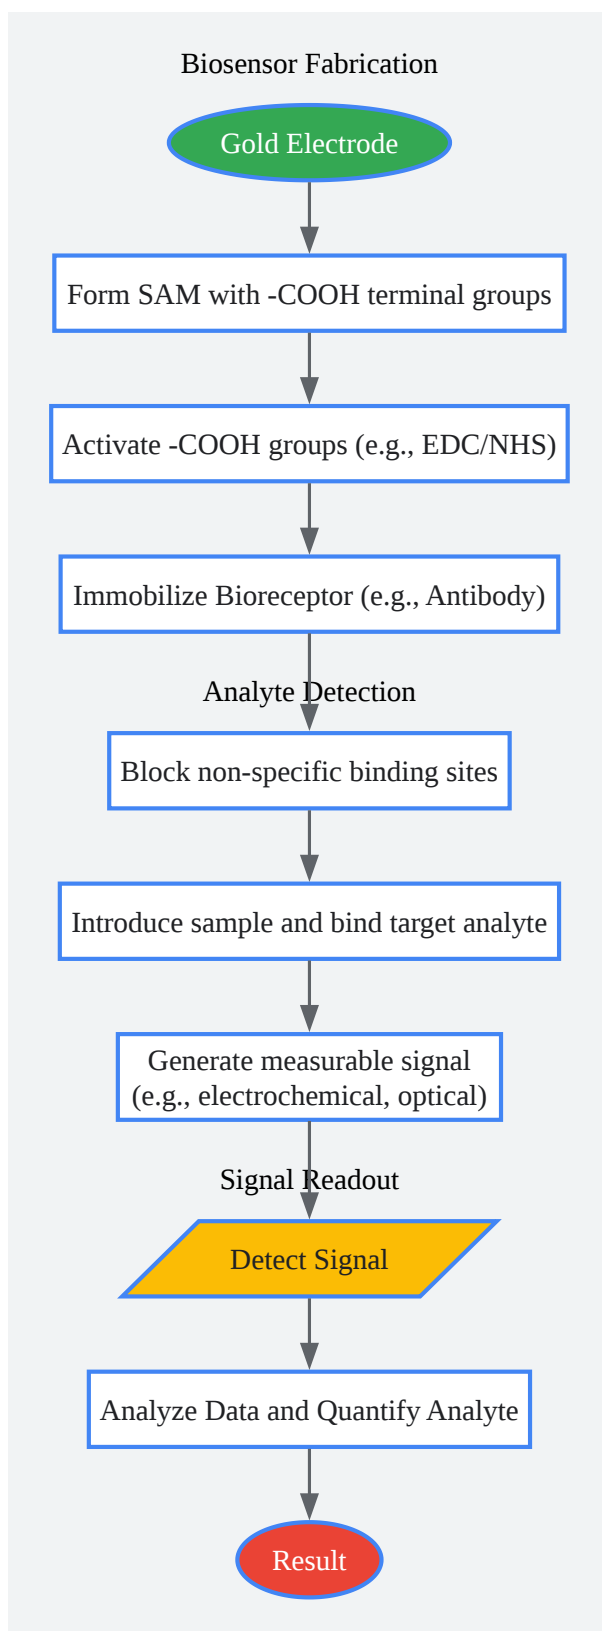 Biosensor Fabrication
Gold Electrode
Form SAM with -COOH terminal groups
Activate -COOH groups (e.g., EDC/NHS)
Immobilize Bioreceptor (e.g., Antibody)
Analyte Detection
Block non-specific binding sites
Introduce sample and bind target analyte
Generate measurable signal
(e.g., electrochemical, optical)
Signal Readout
Detect Signal
Analyze Data and Quantify Analyte
Result